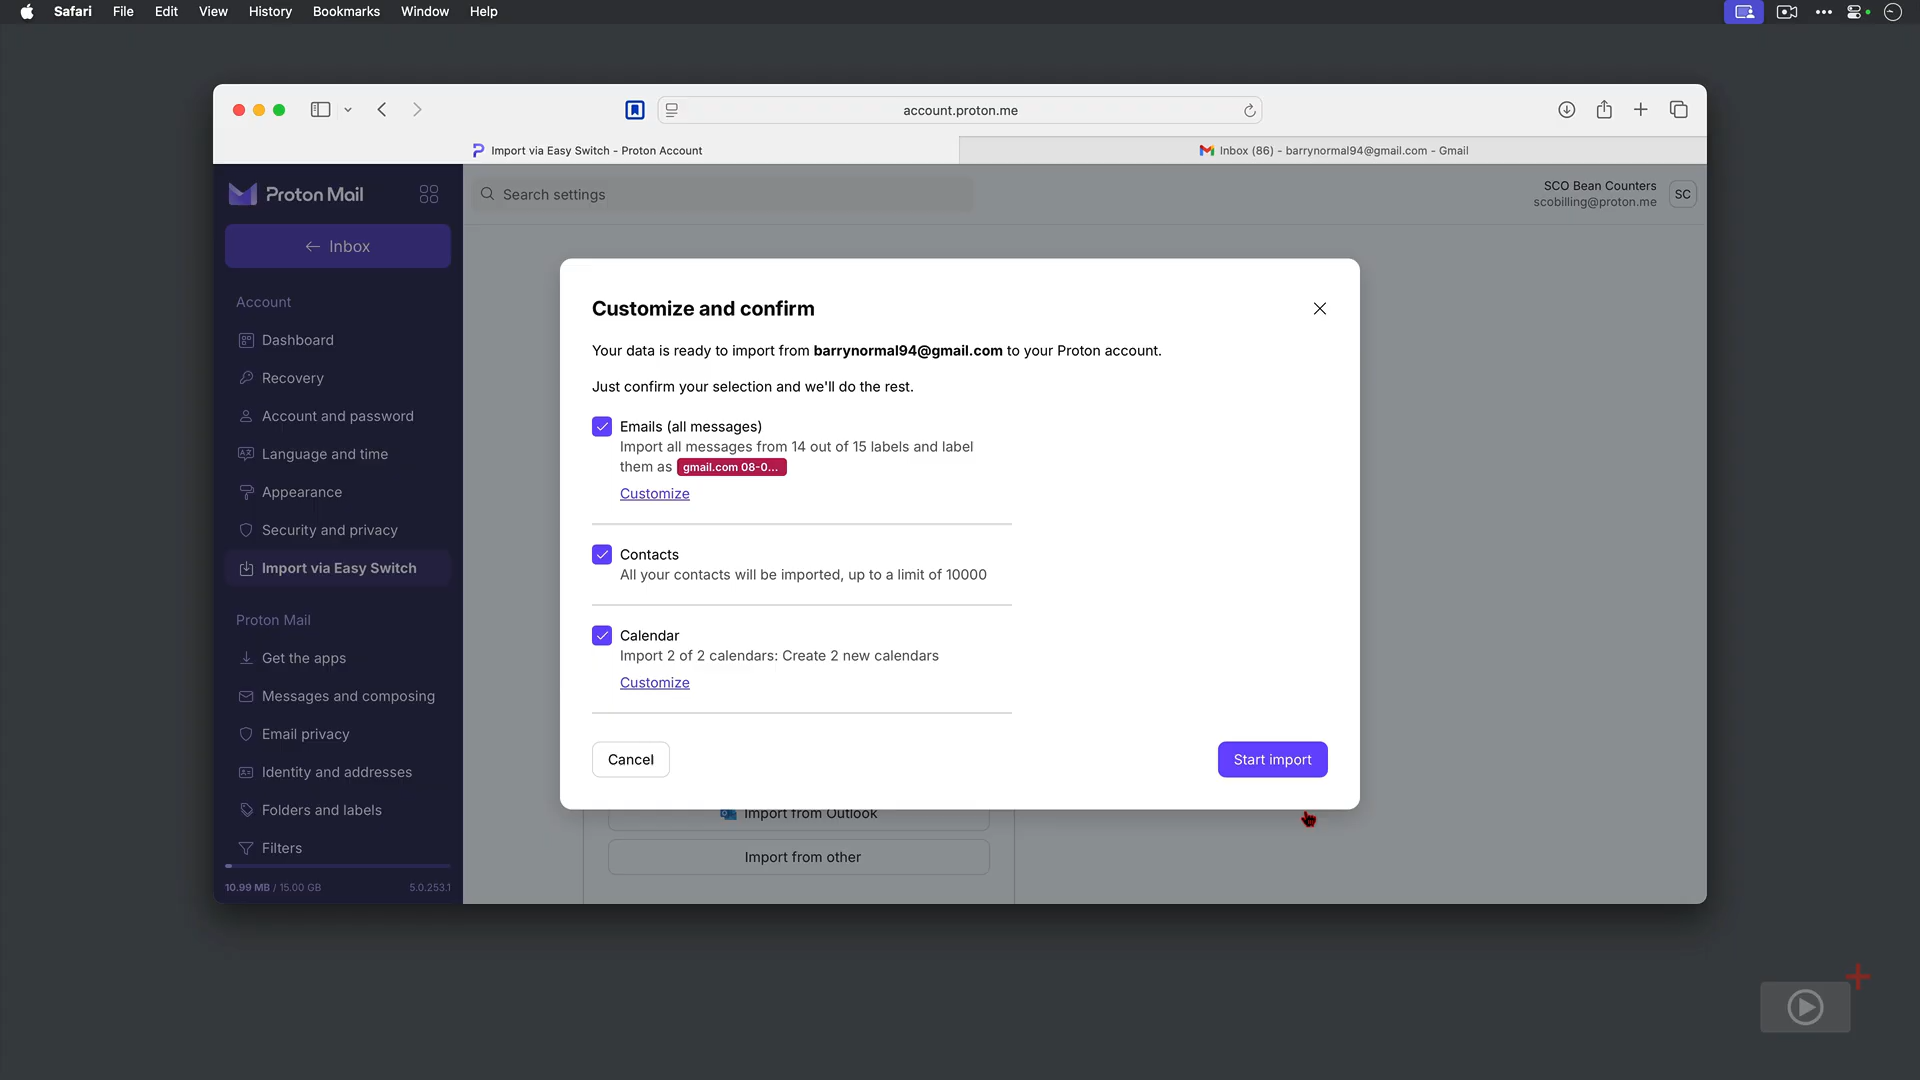 Safari File Edit View History Bookmarks Window Help
account.proton.me
Import via Easy Switch - Proton Account
Inbox (86) - barrynormal94@gmail.com - Gmail
Proton Mail
Search settings
SCO Bean Counters
scobilling@proton.me
SC
← Inbox
Account
Dashboard
Recovery
Account and password
Language and time
Appearance
Security and privacy
Import via Easy Switch
Proton Mail
Get the apps
Messages and composing
Email privacy
Identity and addresses
Folders and labels
Filters
10.99 MB / 15.00 GB
5.0.253.1
Customize and confirm
Your data is ready to import from barrynormal94@gmail.com to your Proton account.
Just confirm your selection and we'll do the rest.
Emails (all messages)
Import all messages from 14 out of 15 labels and label
them as gmail.com 08-0...
Customize
Contacts
All your contacts will be imported, up to a limit of 10000
Calendar
Import 2 of 2 calendars: Create 2 new calendars
Customize
Cancel
Start import
Import from Outlook
Import from other